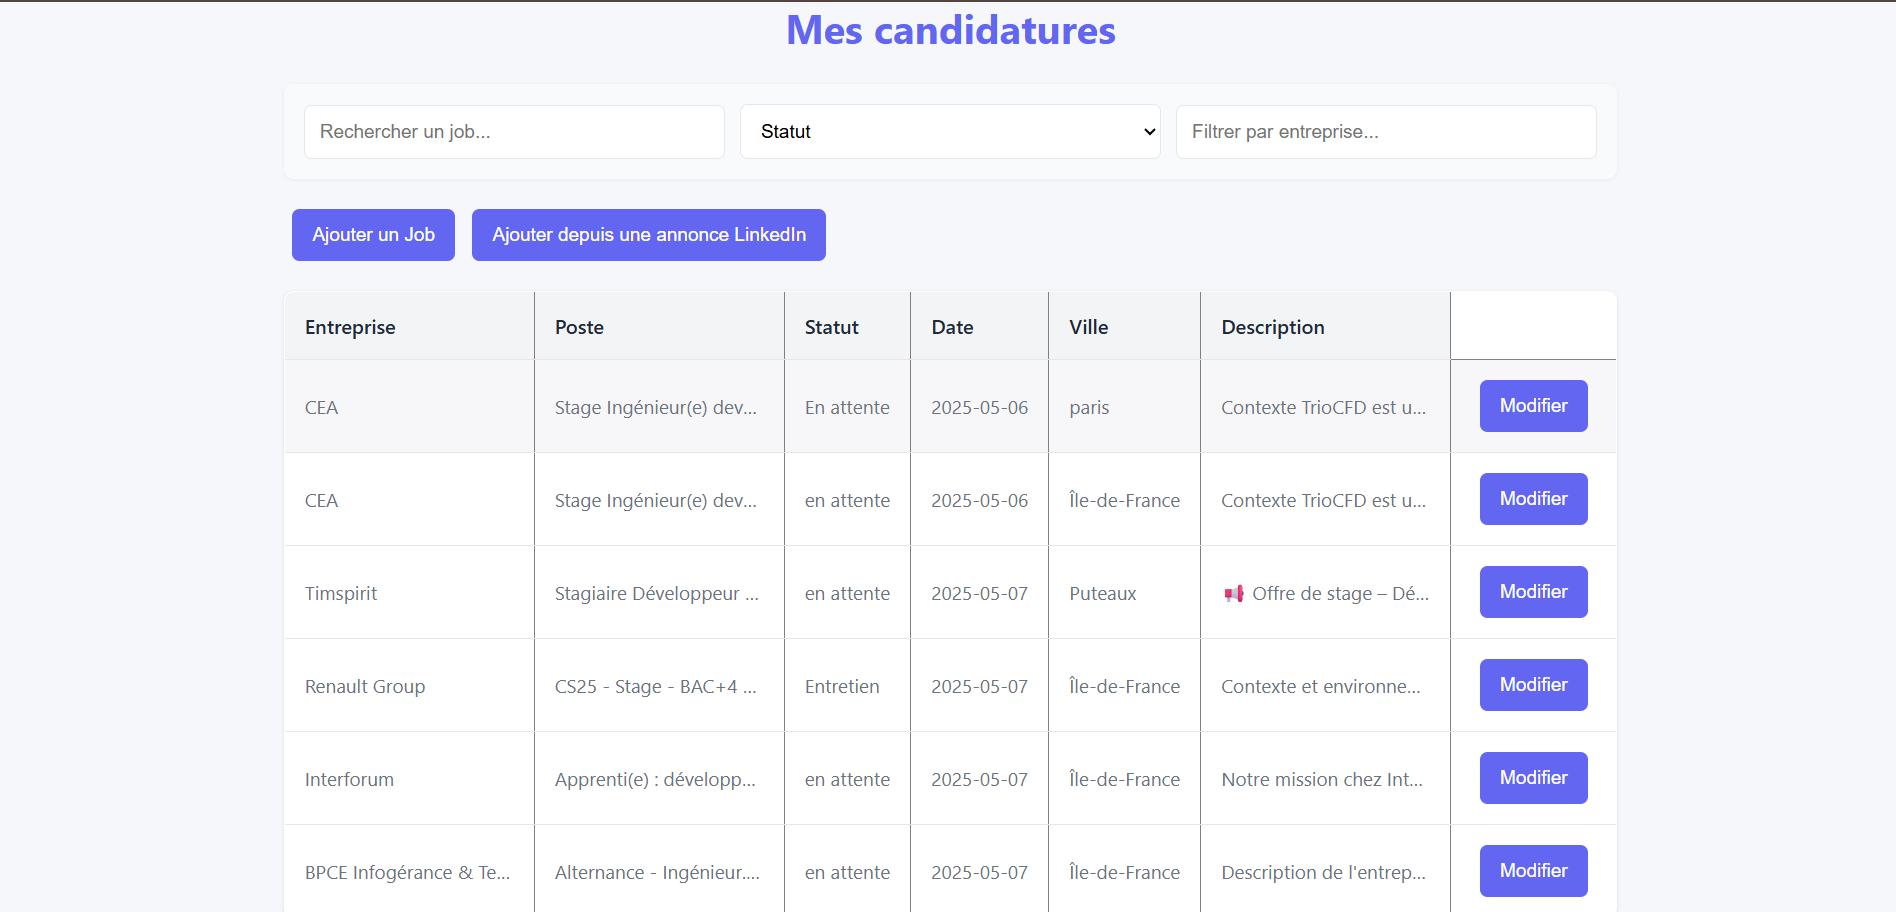 Mes candidatures
Rechercher un job... Statut Filtrer par entreprise...
Ajouter un Job Ajouter depuis une annonce LinkedIn
Entreprise Poste Statut Date Ville Description
CEA Stage Ingénieur(e) dev... En attente 2025-05-06 paris Contexte TrioCFD est u... Modifier
CEA Stage Ingénieur(e) dev... en attente 2025-05-06 Île-de-France Contexte TrioCFD est u... Modifier
Timspirit Stagiaire Développeur ... en attente 2025-05-07 Puteaux 📢 Offre de stage – Dé... Modifier
Renault Group CS25 - Stage - BAC+4 ... Entretien 2025-05-07 Île-de-France Contexte et environne... Modifier
Interforum Apprenti(e) : développ... en attente 2025-05-07 Île-de-France Notre mission chez Int... Modifier
BPCE Infogérance & Te... Alternance - Ingénieur.... en attente 2025-05-07 Île-de-France Description de l'entrep... Modifier